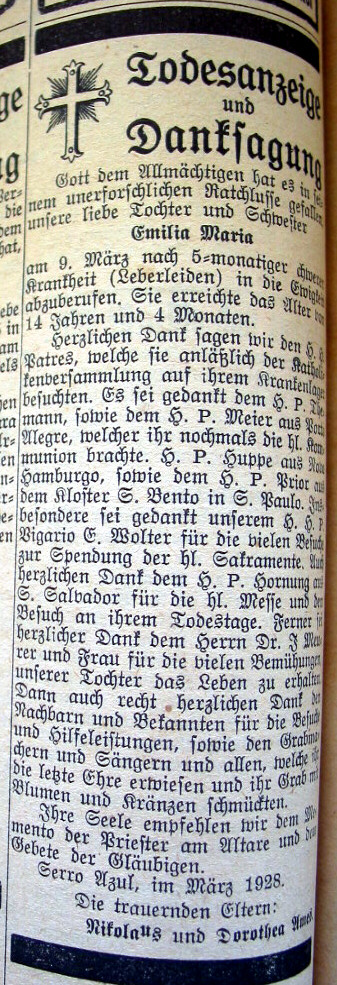 Todesanzeige
und
Danksagung
Gott dem Allmächtigen hat es in
nem unerforschlichen Ratschlusse gefallen
unsere liebe Tochter und Schwester
Emilia Maria
am 9. März nach 5-monatiger schwerer
Krankheit (Leberleiden) in die Ewigkeit
abzuberufen. Sie erreichte das Alter von
14 Jahren und 4 Monaten.
Herzlichen Dank sagen wir den H. H.
Patres, welche sie anläßlich der Katholi-
kenversammlung auf ihrem Krankenlager
besuchten. Es sei gedankt dem H. P.
mann, sowie dem H. P. Meier aus Porto
Alegre, welcher ihr nochmals die hl. Kom-
munion brachte. H. P. Huppe aus Novo
Hamburgo, sowie dem H. P. Prior aus
dem Kloster S. Bento in S. Paulo. Ins-
besondere sei gedankt unserem H. H. P.
Vigario E. Wolter für die vielen Besuche
zur Spendung der hl. Sakramente. Auch
herzlichen Dank dem H. P. Hornung aus
S. Salvador für die hl. Messe und den
Besuch an ihrem Todestage. Ferner sei
herzlicher Dank dem Herrn Dr. J
rer und Frau für die vielen Bemühungen
unserer Tochter das Leben zu erhalten.
Dann auch recht herzlichen Dank den
Nachbarn und Bekannten für die Besuche
und Hilfeleistungen, sowie den Grabma-
chern und Sängern und allen, welche ihr
die letzte Ehre erwiesen und ihr Grab mit
Blumen und Kränzen schmückten.
Ihre Seele empfehlen wir dem Me-
mento der Priester am Altare und dem
Gebete der Gläubigen.
Serro Azul, im März 1928.
Die trauernden Eltern:
Nikolaus und Dorothea